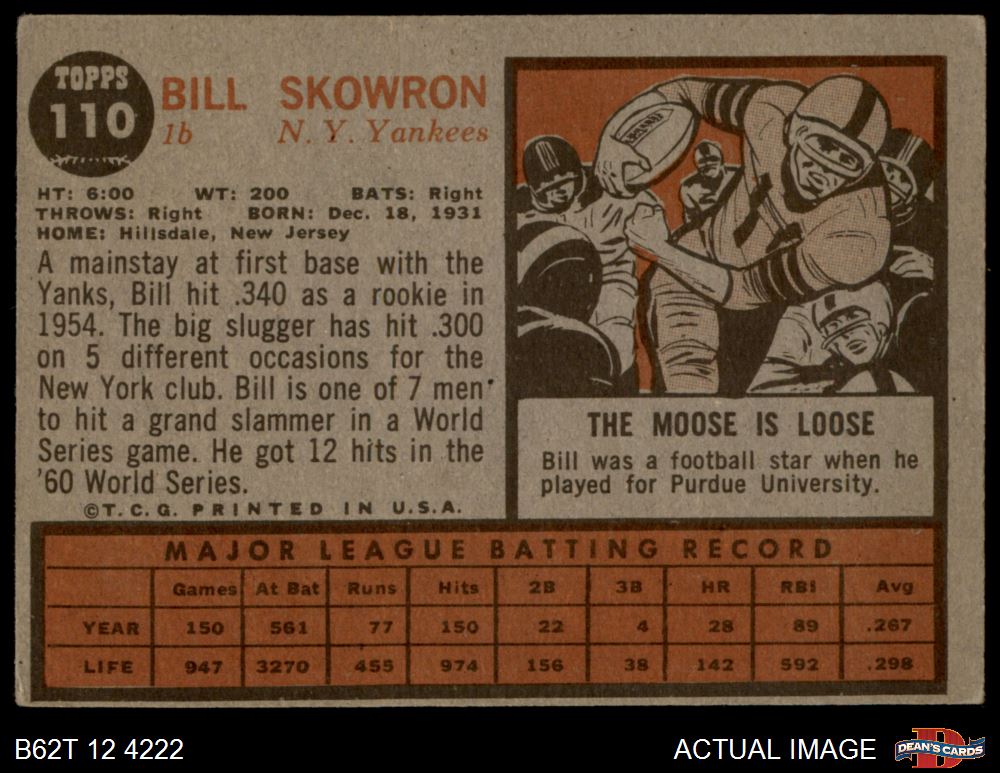 TOPPS
110
BILL SKOWRON
1b N. Y. Yankees
HT: 6:00 WT: 200 BATS: Right
THROWS: Right BORN: Dec. 18, 1931
HOME: Hillsdale, New Jersey
A mainstay at first base with the
Yanks, Bill hit .340 as a rookie in
1954. The big slugger has hit .300
on 5 different occasions for the
New York club. Bill is one of 7 men
to hit a grand slammer in a World
Series game. He got 12 hits in the
'60 World Series.
©T. C. G. PRINTED IN U.S.A.
THE MOOSE IS LOOSE
Bill was a football star when he
played for Purdue University.
MAJOR LEAGUE BATTING RECORD
Games At Bat Runs Hits 2B 3B HR RBI Avg
YEAR 150 561 77 150 22 4 28 89 .267
LIFE 947 3270 455 974 156 38 142 592 .298
B62T 12 4222
ACTUAL IMAGE
DEAN'S CARDS